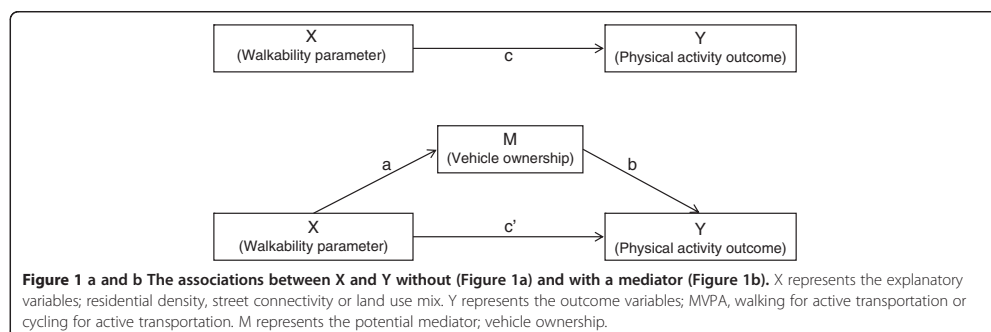 X
(Walkability parameter)
c
Y
(Physical activity outcome)
M
(Vehicle ownership)
a
b
X
(Walkability parameter)
c'
Y
(Physical activity outcome)
Figure 1 a and b The associations between X and Y without (Figure 1a) and with a mediator (Figure 1b). X represents the explanatory
variables; residential density, street connectivity or land use mix. Y represents the outcome variables; MVPA, walking for active transportation or
cycling for active transportation. M represents the potential mediator; vehicle ownership.